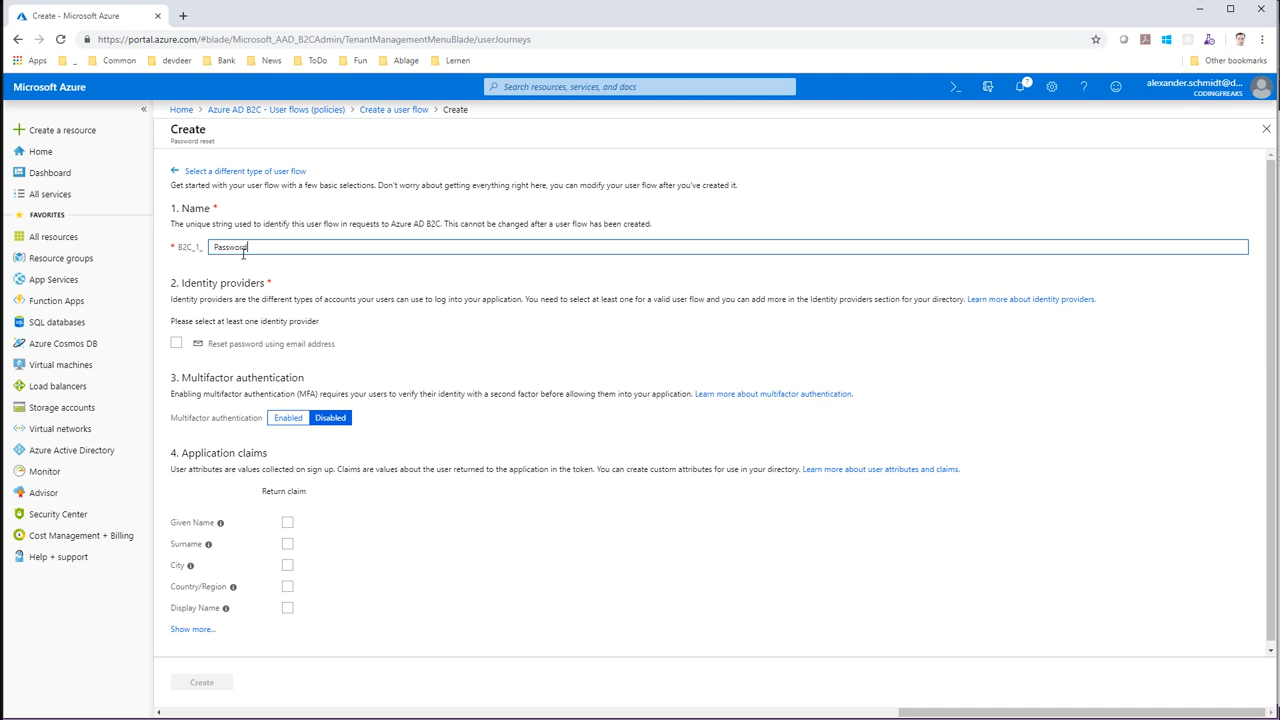 Create - Microsoft Azure
https://portal.azure.com/#blade/Microsoft_AAD_B2CAdmin/TenantManagementMenuBlade/userJourneys
Apps _ Common devdeer Bank News ToDo Fun Ablage Lernen Other bookmarks
Microsoft Azure
Search resources, services, and docs
7
alexander.schmidt@d...
CODINGFREAKS
Home > Azure AD B2C - User flows (policies) > Create a user flow > Create
Create a resource
Home
Dashboard
All services
FAVORITES
All resources
Resource groups
App Services
Function Apps
SQL databases
Azure Cosmos DB
Virtual machines
Load balancers
Storage accounts
Virtual networks
Azure Active Directory
Monitor
Advisor
Security Center
Cost Management + Billing
Help + support
Create
Password reset
Select a different type of user flow
Get started with your user flow with a few basic selections. Don't worry about getting everything right here, you can modify your user flow after you've created it.
1. Name *
The unique string used to identify this user flow in requests to Azure AD B2C. This cannot be changed after a user flow has been created.
* B2C_1_ Password
2. Identity providers *
Identity providers are the different types of accounts your users can use to log into your application. You need to select at least one for a valid user flow and you can add more in the Identity providers section for your directory. Learn more about identity providers.
Please select at least one identity provider
Reset password using email address
3. Multifactor authentication
Enabling multifactor authentication (MFA) requires your users to verify their identity with a second factor before allowing them into your application. Learn more about multifactor authentication.
Multifactor authentication Enabled Disabled
4. Application claims
User attributes are values collected on sign up. Claims are values about the user returned to the application in the token. You can create custom attributes for use in your directory. Learn more about user attributes and claims.
Return claim
Given Name
Surname
City
Country/Region
Display Name
Show more...
Create